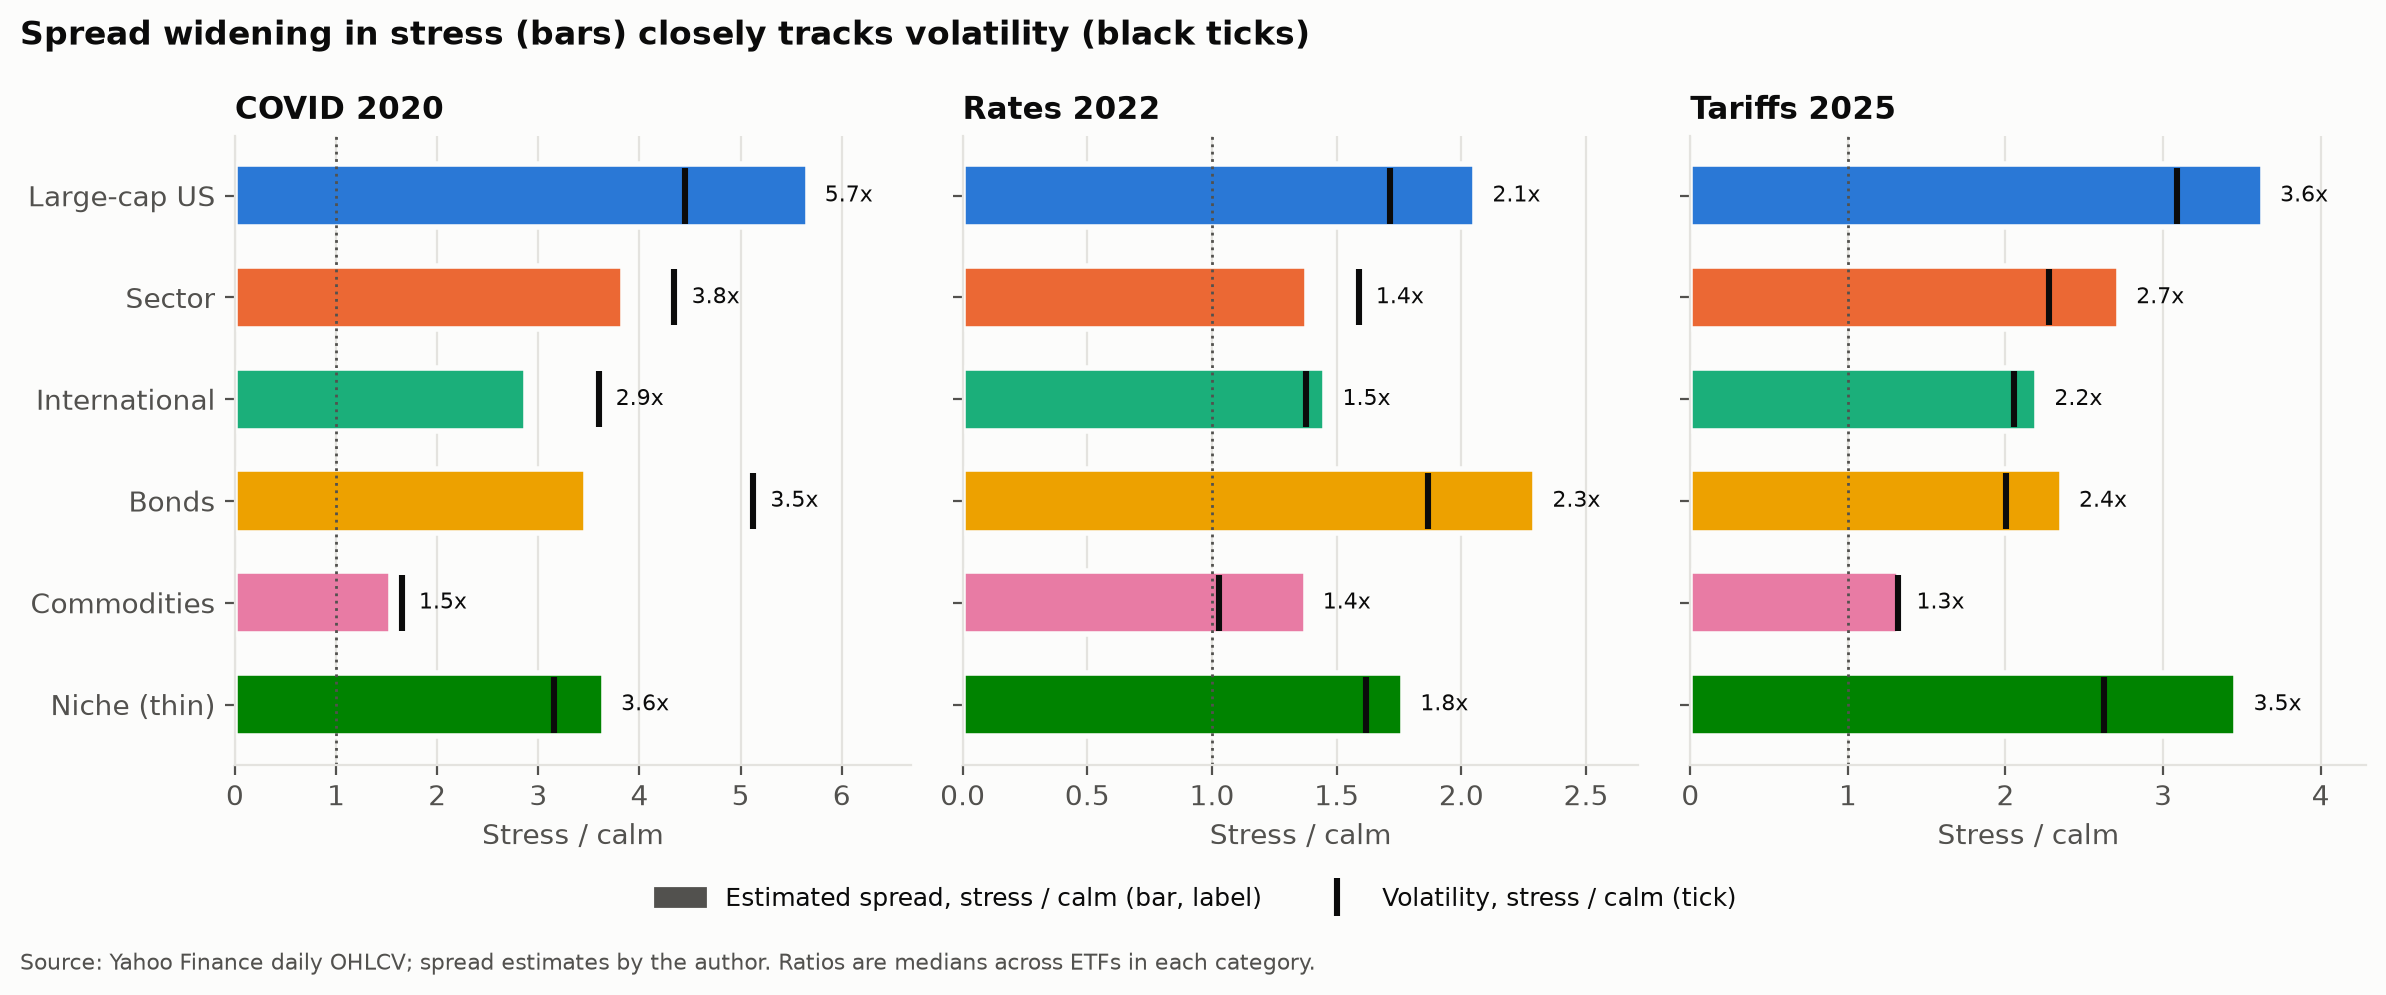 Spread widening in stress (bars) closely tracks volatility (black ticks)
COVID 2020
Rates 2022
Tariffs 2025
Large-cap US
5.7x
2.1x
3.6x
Sector
3.8x
1.4x
2.7x
International
2.9x
1.5x
2.2x
Bonds
3.5x
2.3x
2.4x
Commodities
1.5x
1.4x
1.3x
Niche (thin)
3.6x
1.8x
3.5x
0 1 2 3 4 5 6
0.0 0.5 1.0 1.5 2.0 2.5
0 1 2 3 4
Stress / calm
Stress / calm
Stress / calm
Estimated spread, stress / calm (bar, label)
Volatility, stress / calm (tick)
Source: Yahoo Finance daily OHLCV; spread estimates by the author. Ratios are medians across ETFs in each category.